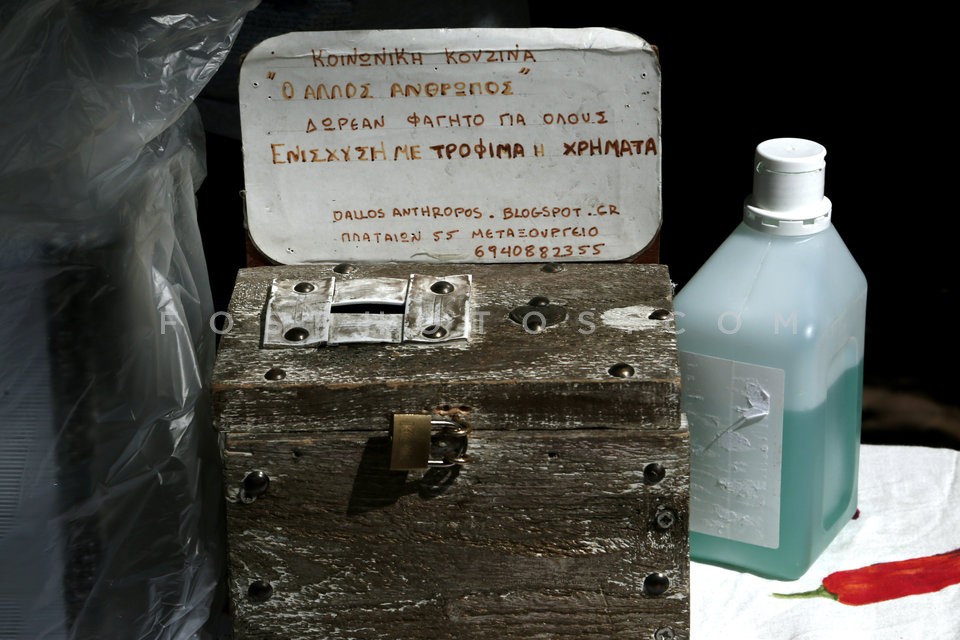 ΚΟΙΝΩΝΙΚΗ ΚΟΥΖΙΝΑ
"Ο ΑΛΛΟΣ ΑΝΘΡΩΠΟΣ"
ΔΩΡΕΑΝ ΦΑΓΗΤΟ ΓΙΑ ΟΛΟΥΣ
ΕΝΙΣΧΥΣΗ ΜΕ ΤΡΟΦΙΜΑ Η ΧΡΗΜΑΤΑ
OALLOS ANTHROPOS. BLOGSPOT. GR
ΠΛΑΤΑΙΩΝ 55 ΜΕΤΑΞΟΥΡΓΕΙΟ
6940882355
FOSPHOTOS.COM